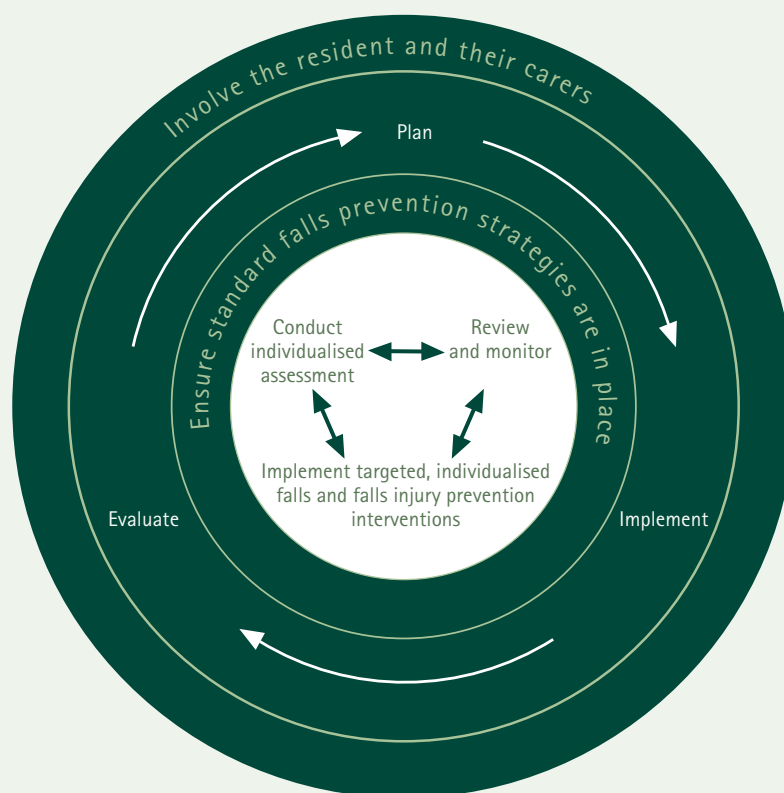 Involve the resident and their carers
Plan
Ensure standard falls prevention strategies are in place
Conduct
individualised
assessment
Review
and monitor
Implement targeted, individualised
falls and falls injury prevention
interventions
Evaluate
Implement